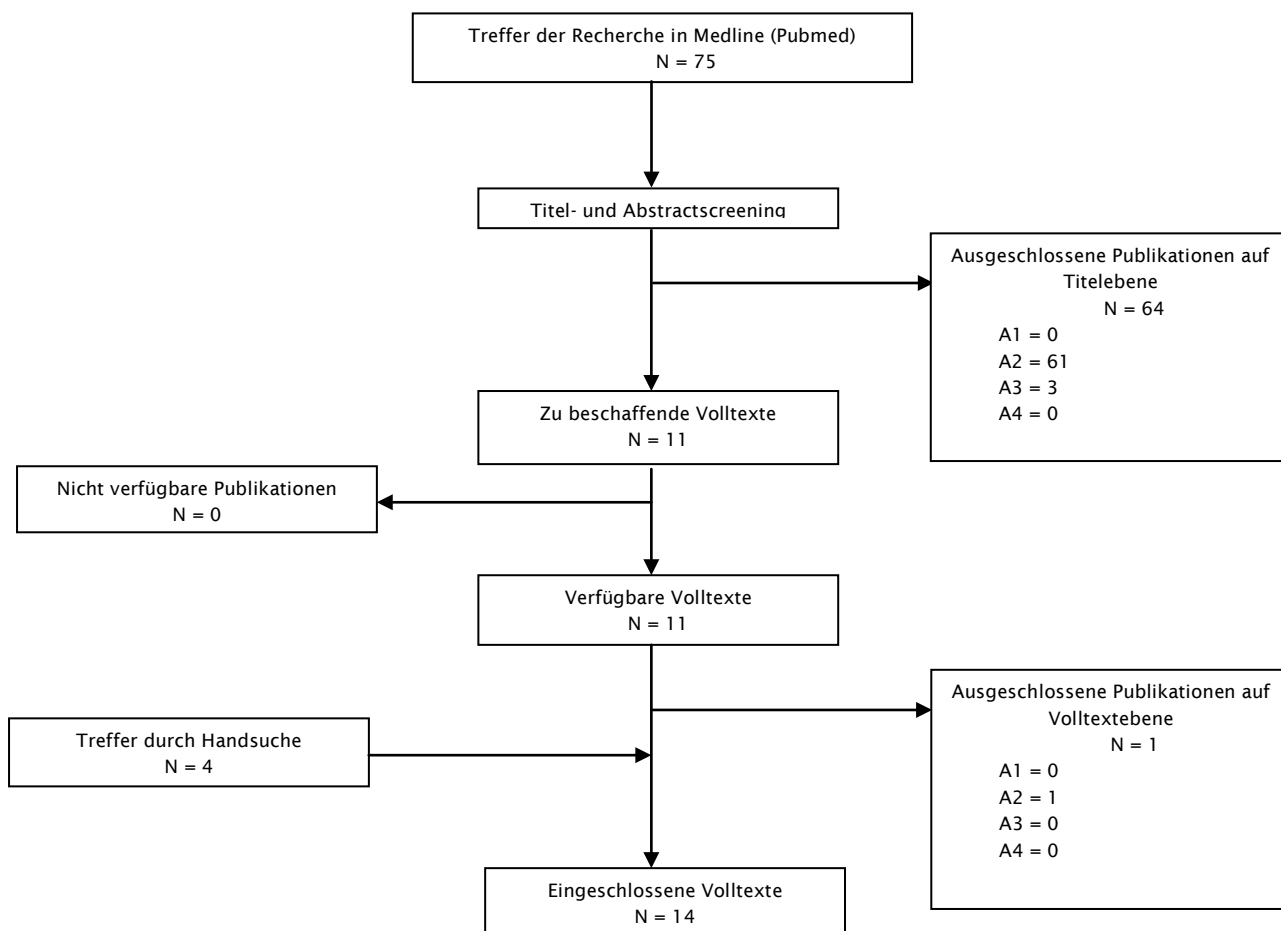 Treffer der Recherche in Medline (Pubmed)
N = 75
Titel- und Abstractscreening
Ausgeschlossene Publikationen auf
Titelebene
N = 64
A1 = 0
A2 = 61
A3 = 3
A4 = 0
Zu beschaffende Volltexte
N = 11
Nicht verfügbare Publikationen
N = 0
Verfügbare Volltexte
N = 11
Ausgeschlossene Publikationen auf
Volltextebene
N = 1
A1 = 0
A2 = 1
A3 = 0
A4 = 0
Treffer durch Handsuche
N = 4
Eingeschlossene Volltexte
N = 14